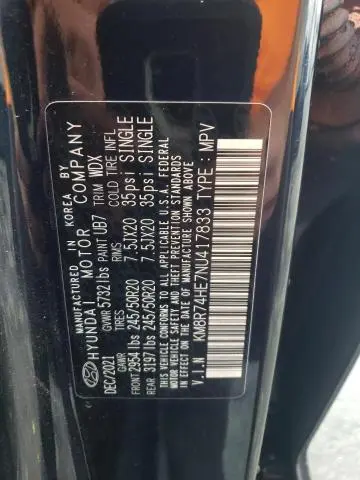 MANUFACTURED IN KOREA BY
HYUNDAI MOTOR COMPANY
DEC/2021 GVWR 5732 lbs PAINT UB7 TRIM WDX
GAWR TIRES RIMS COLD TIRE INFL
FRONT 2954 lbs 245/50R20 7.5JX20 35psi SINGLE
REAR 3197 lbs 245/50R20 7.5JX20 35psi SINGLE
THIS VEHICLE CONFORMS TO ALL APPLICABLE U.S.A. FEDERAL
MOTOR VEHICLE SAFETY, BUMPER, AND THEFT PREVENTION
STANDARDS IN EFFECT ON THE DATE OF MANUFACTURE SHOWN
ABOVE.
V.I.N KM8R74HE7NU417833 TYPE: MPV